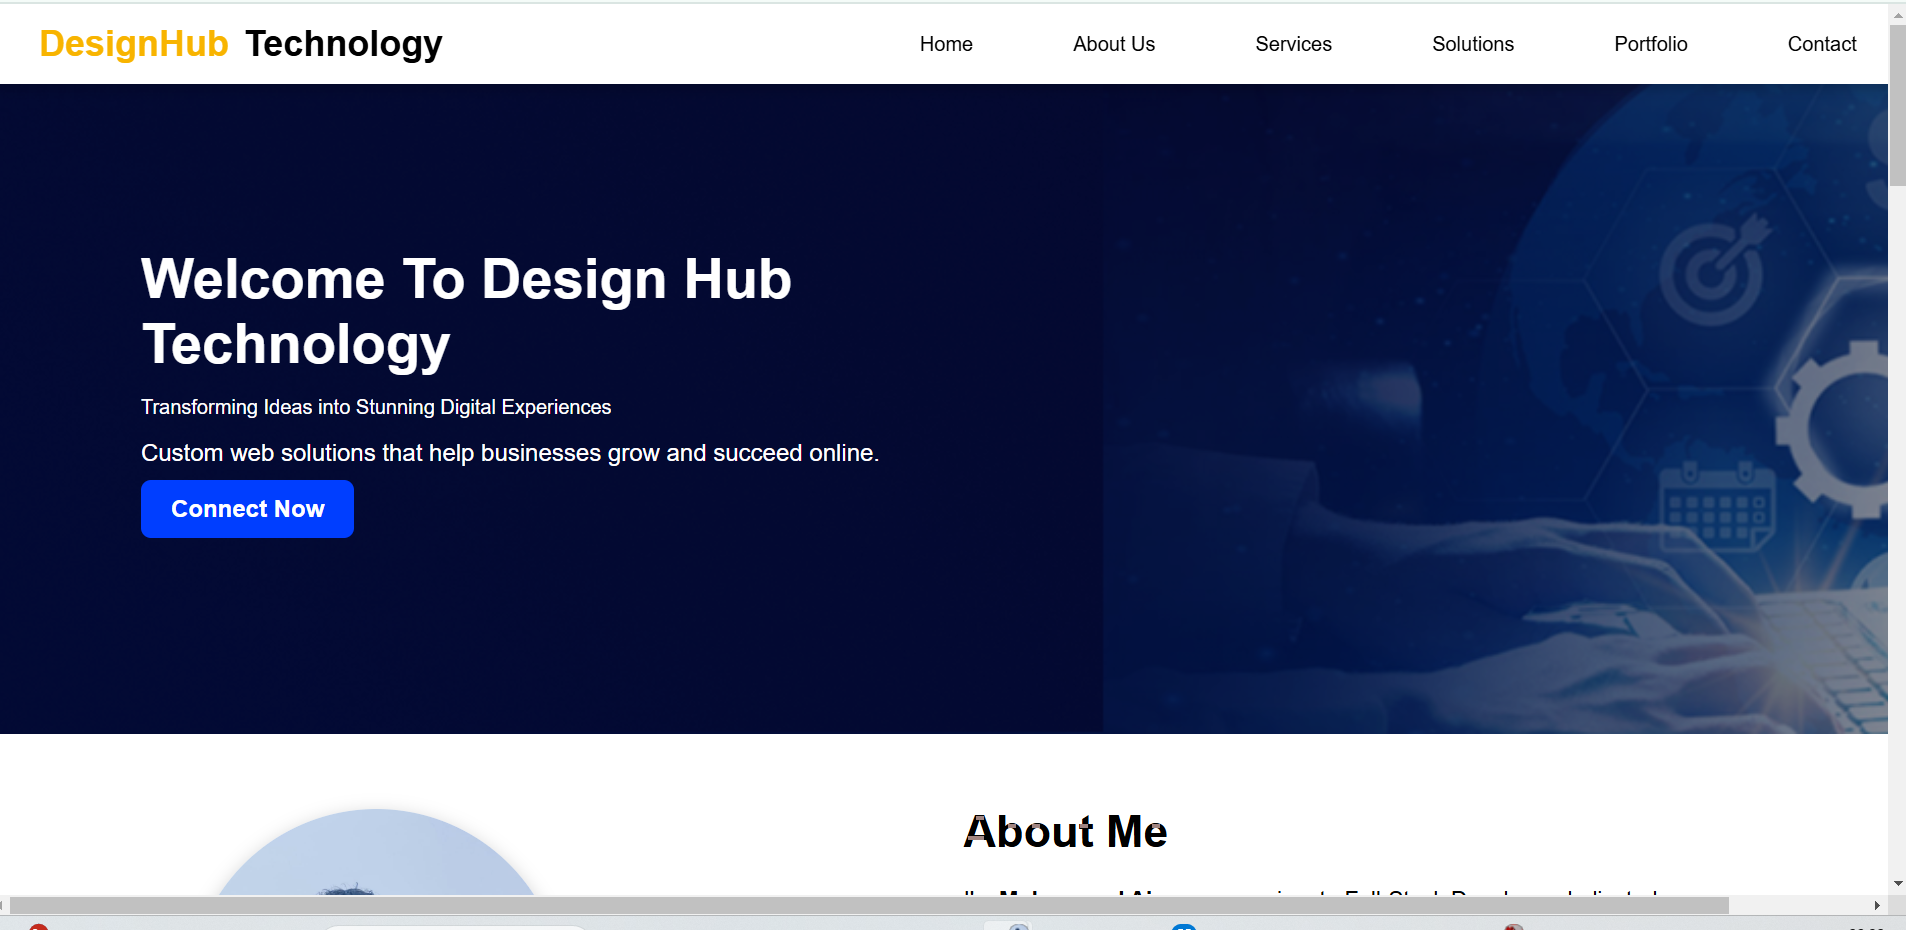 DesignHub Technology
Home
About Us
Services
Solutions
Portfolio
Contact
Welcome To Design Hub
Technology
Transforming Ideas into Stunning Digital Experiences
Custom web solutions that help businesses grow and succeed online.
Connect Now
About Me